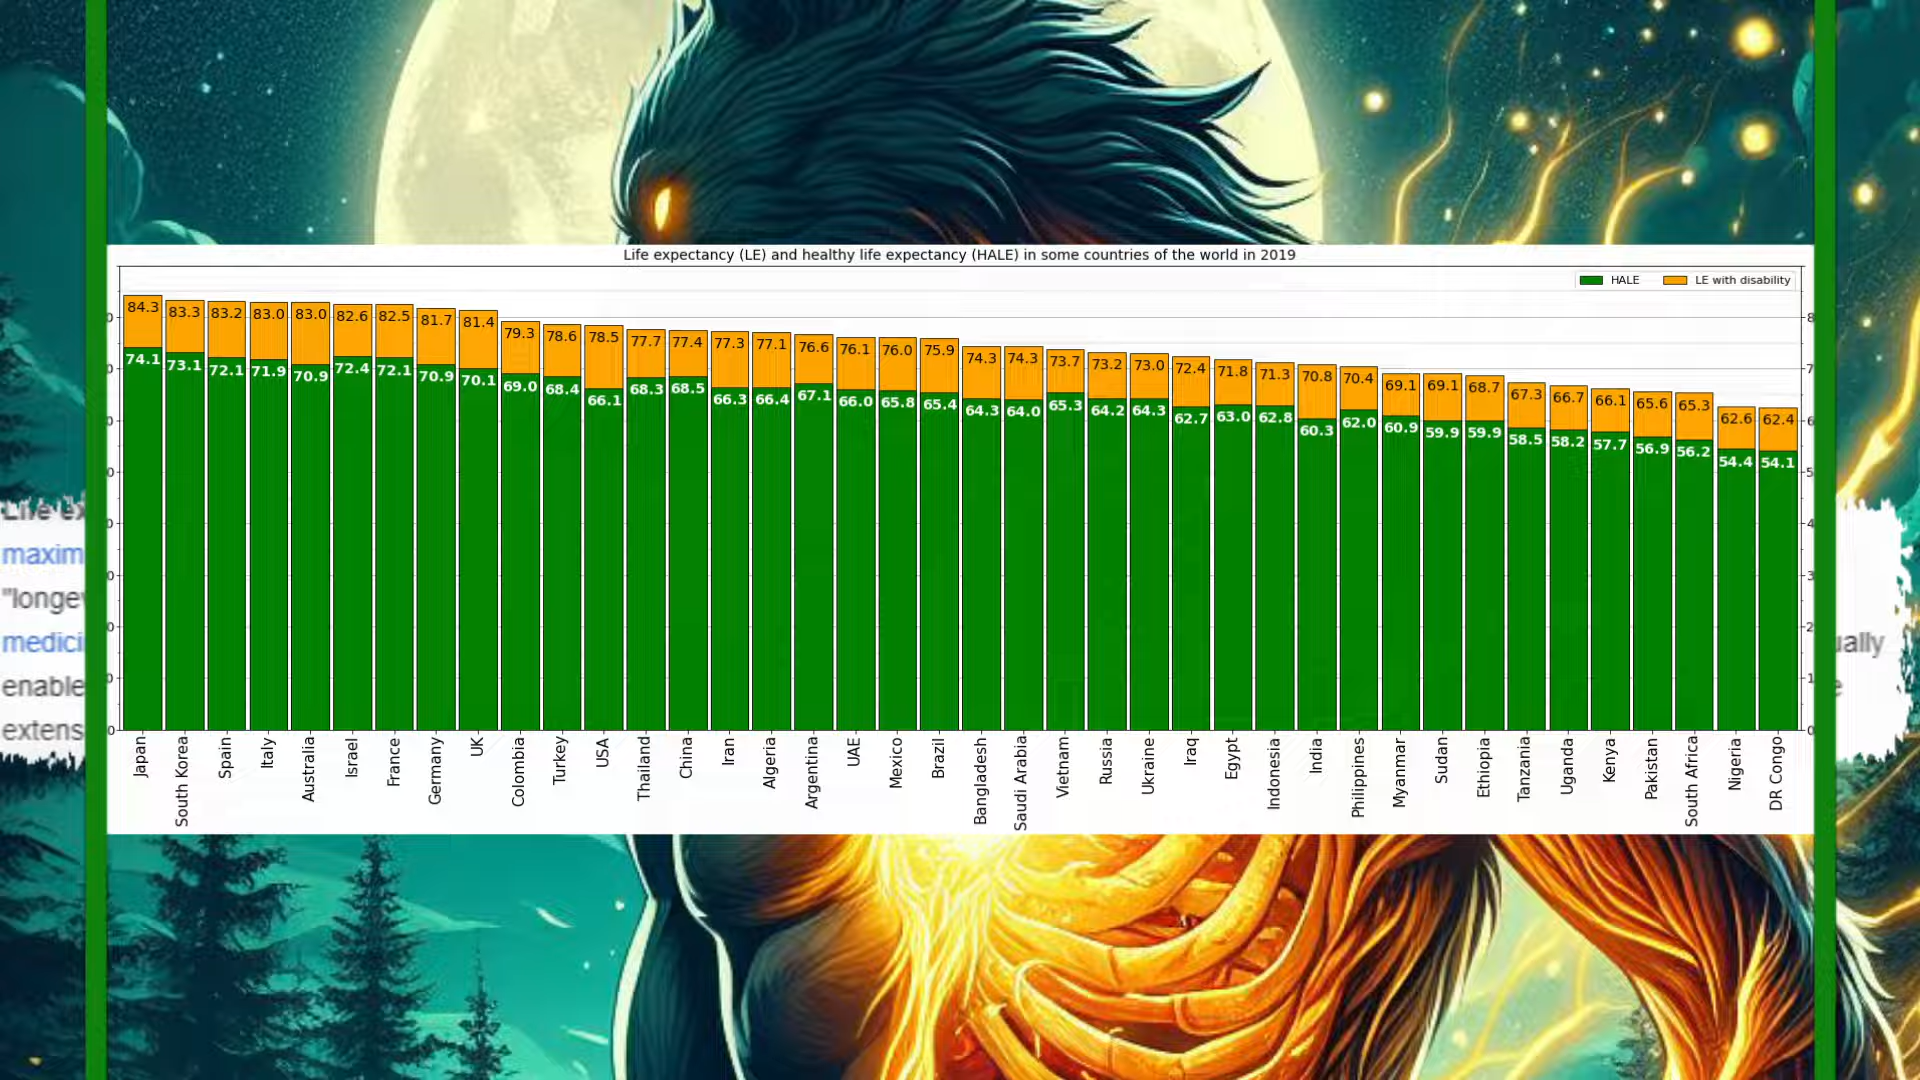 Life expectancy (LE) and healthy life expectancy (HALE) in some countries of the world in 2019
HALE LE with disability
84.3 83.3 83.2 83.0 83.0 82.6 82.5 81.7 81.4 79.3 78.6 78.5 77.7 77.4 77.3 77.1 76.6 76.1 76.0 75.9 74.3 74.3 73.7 73.2 73.0 72.4 71.8 71.3 70.8 70.4 69.1 69.1 68.7 67.3 66.7 66.1 65.6 65.3 62.6 62.4
74.1 73.1 72.1 71.9 70.9 72.4 72.1 70.9 70.1 69.0 68.4 66.1 68.3 68.5 66.3 66.4 67.1 66.0 65.8 65.4 64.3 64.0 65.3 64.2 64.3 62.7 63.0 62.8 60.3 62.0 60.9 59.9 59.9 58.5 58.2 57.7 56.9 56.2 54.4 54.1
Japan South Korea Spain Italy Australia Israel France Germany UK Colombia Turkey USA Thailand China Iran Algeria Argentina UAE Mexico Brazil Bangladesh Saudi Arabia Vietnam Russia Ukraine Iraq Egypt Indonesia India Philippines Myanmar Sudan Ethiopia Tanzania Uganda Kenya Pakistan South Africa Nigeria DR Congo
maxim
"longe
medici
enable
extens